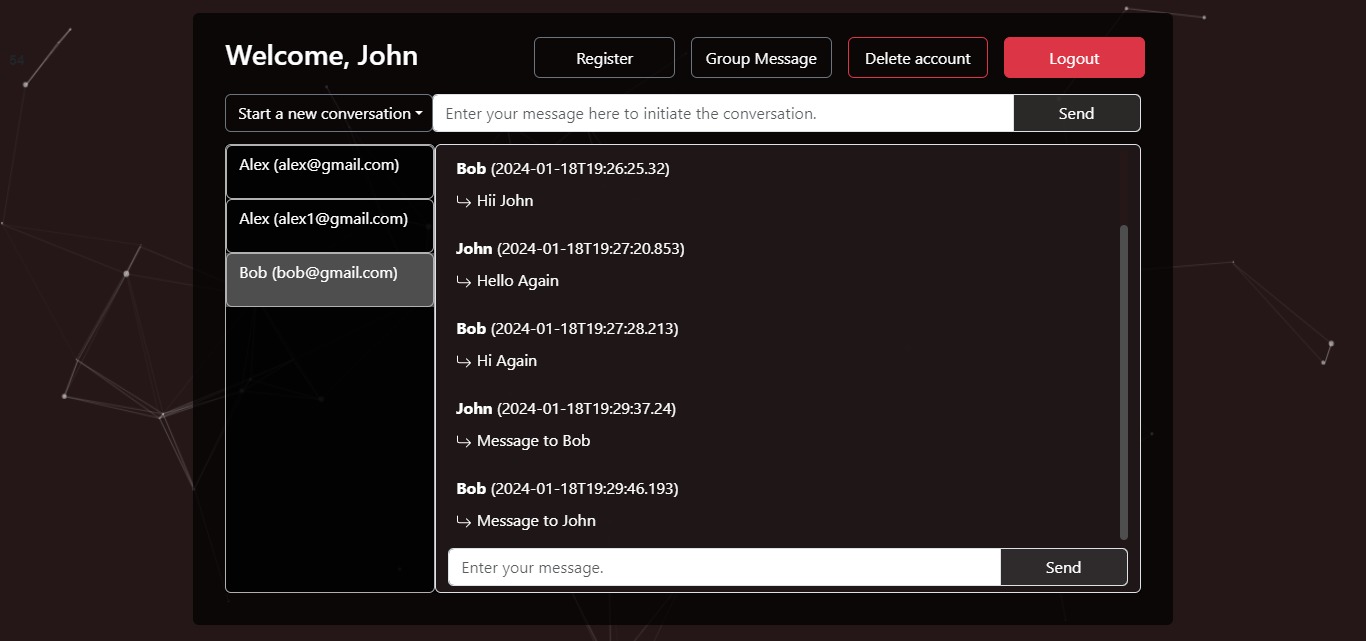 54
Welcome, John
Register
Group Message
Delete account
Logout
Start a new conversation
Enter your message here to initiate the conversation.
Send
Alex (alex@gmail.com)
Alex (alex1@gmail.com)
Bob (bob@gmail.com)
Bob (2024-01-18T19:26:25.32)
Hii John
John (2024-01-18T19:27:20.853)
Hello Again
Bob (2024-01-18T19:27:28.213)
Hi Again
John (2024-01-18T19:29:37.24)
Message to Bob
Bob (2024-01-18T19:29:46.193)
Message to John
Enter your message.
Send